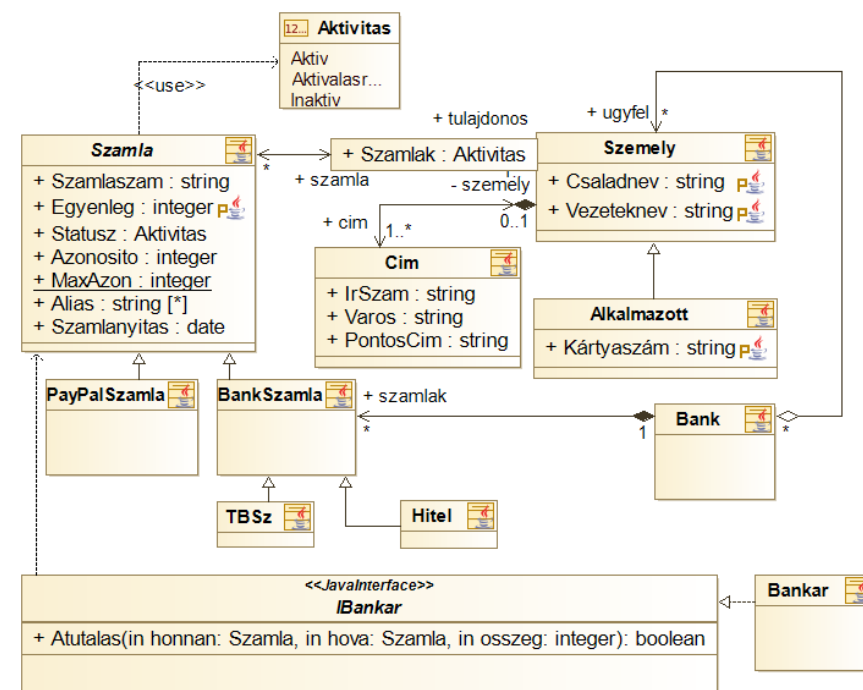 12... Aktivitas
Aktiv
Aktivalasr...
Inaktiv
<<use>>
+ tulajdonos
+ ugyfel *
Szamla
+ Szamlaszam : string
+ Egyenleg : integer
+ Statusz : Aktivitas
+ Azonosito : integer
+ MaxAzon : integer
+ Alias : string [*]
+ Szamlanyitas : date
*
+ szamla
+ Szamlak : Aktivitas
- személy
0..1
Szemely
+ Csaladnev : string
+ Vezeteknev : string
+ cim
1..*
Cim
+ IrSzam : string
+ Varos : string
+ PontosCim : string
Alkalmazott
+ Kártyaszám : string
PayPalSzamla
BankSzamla
+ szamlak
*
1
Bank
*
TBSz
Hitel
<<JavaInterface>>
IBankar
+ Atutalas(in honnan: Szamla, in hova: Szamla, in osszeg: integer): boolean
Bankar